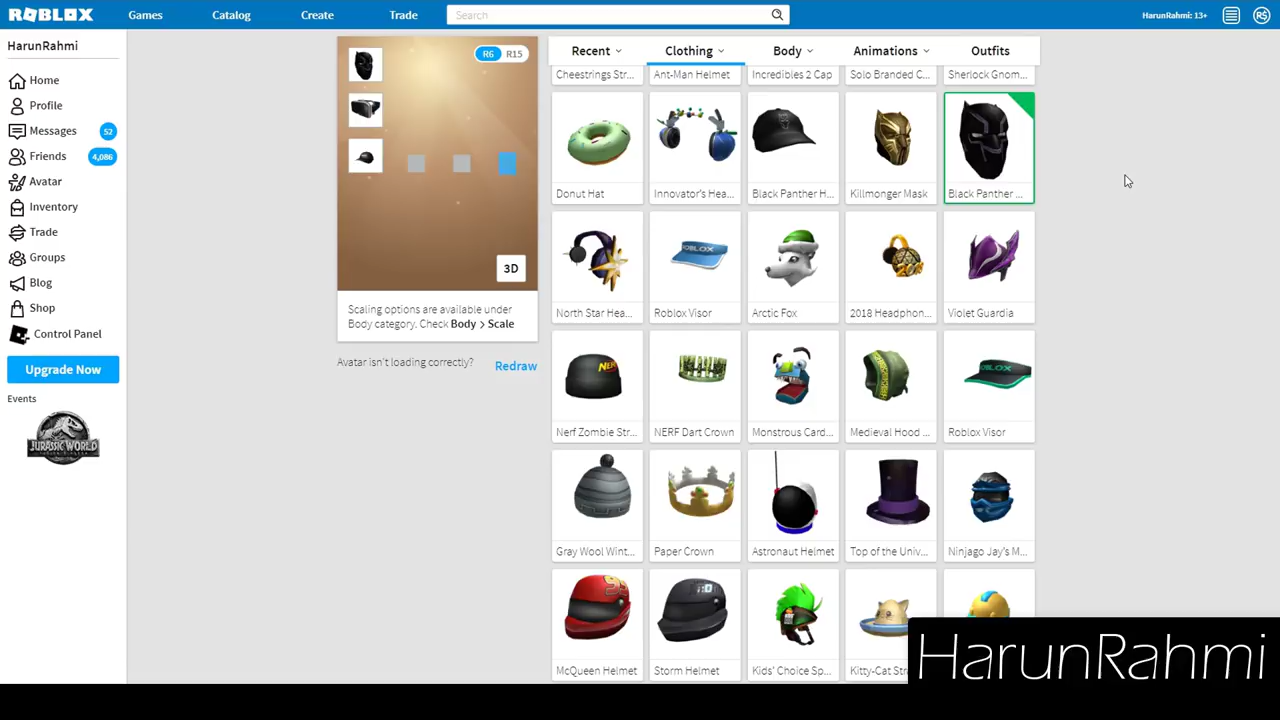 ROBLOX Games Catalog Create Trade Search HarunRahmi: 13+ R$
HarunRahmi
Home
Profile
Messages 52
Friends 4,086
Avatar
Inventory
Trade
Groups
Blog
Shop
Control Panel
Upgrade Now
Events
JURASSIC WORLD
R6 R15
3D
Scaling options are available under
Body category. Check Body > Scale
Avatar isn't loading correctly? Redraw
Recent Clothing Body Animations Outfits
Cheestrings Str... Ant-Man Helmet Incredibles 2 Cap Solo Branded C... Sherlock Gnom...
Donut Hat Innovator's Hea... Black Panther H... Killmonger Mask Black Panther ...
ROBLOX
North Star Hea... Roblox Visor Arctic Fox 2018 Headphon... Violet Guardia
NERF ROBLOX
Nerf Zombie Str... NERF Dart Crown Monstrous Card... Medieval Hood ... Roblox Visor
Gray Wool Wint... Paper Crown Astronaut Helmet Top of the Univ... Ninjago Jay's M...
McQueen Helmet Storm Helmet Kids' Choice Sp... Kitty-Cat Str
HarunRahmi